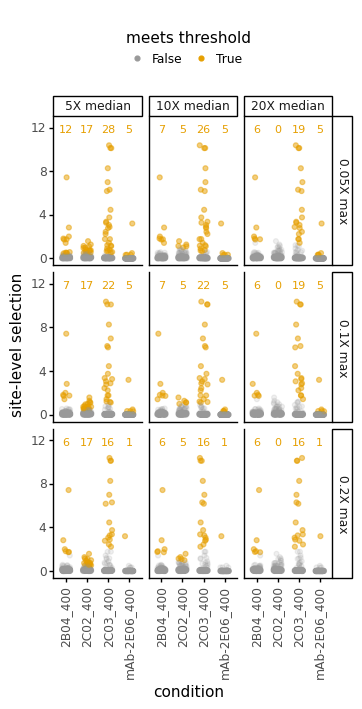 meets threshold
False True
5X median 10X median 20X median
12 12 17 28 5 7 5 26 5 6 0 19 5
8
4
0
0.05X max
12 7 17 22 5 7 5 22 5 6 0 19 5
8
4
0
0.1X max
12 6 17 16 1 6 5 16 1 6 0 16 1
8
4
0
0.2X max
site-level selection
2B04_400 2C02_400 2C03_400 mAb-2E06_400 2B04_400 2C02_400 2C03_400 mAb-2E06_400 2B04_400 2C02_400 2C03_400 mAb-2E06_400
condition